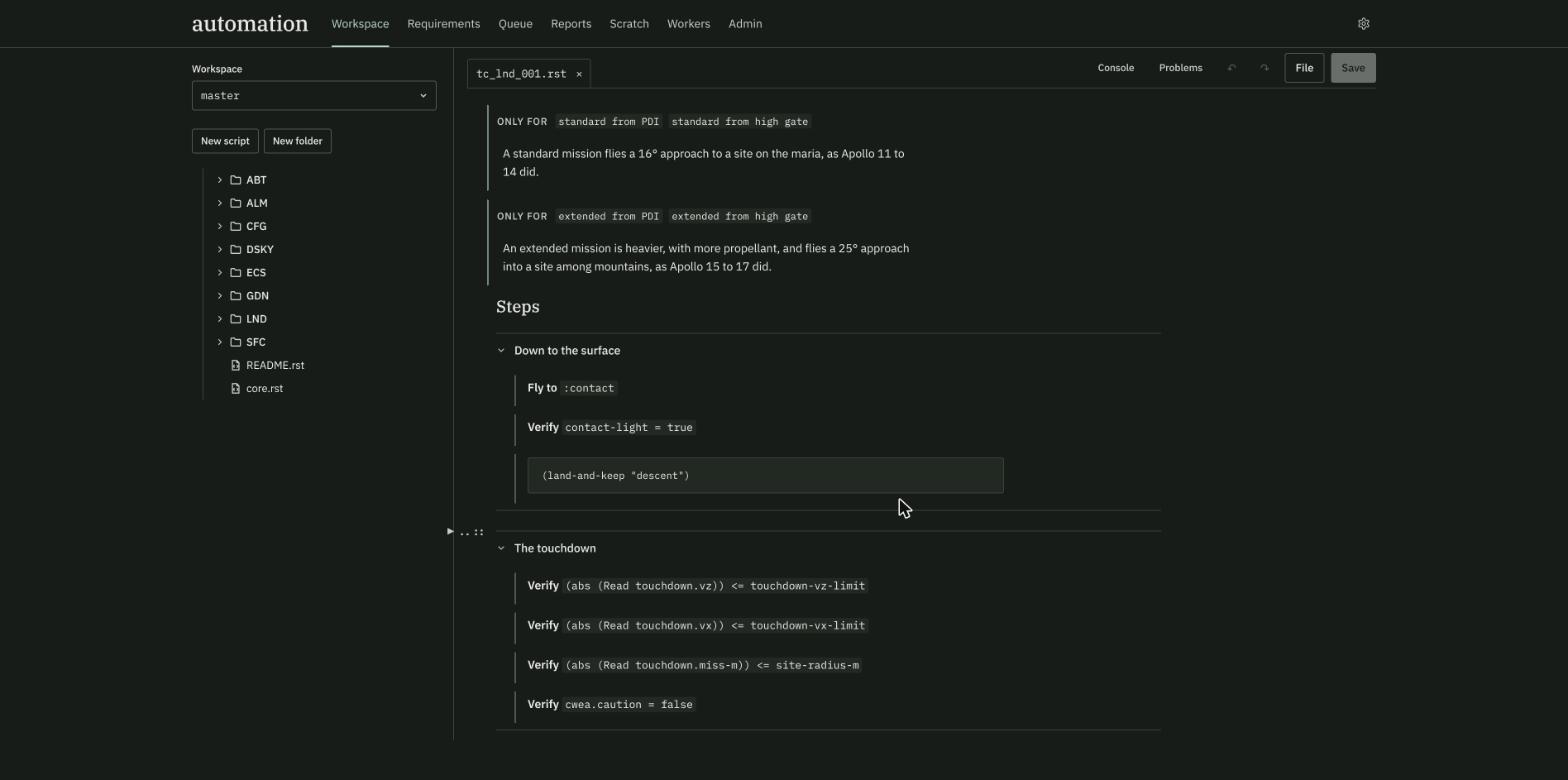 automation Workspace Requirements Queue Reports Scratch Workers Admin
Workspace
master
New script New folder
ABT
ALM
CFG
DSKY
ECS
GDN
LND
SFC
README.rst
core.rst
tc_lnd_001.rst ×
Console Problems File Save
ONLY FOR standard from PDI standard from high gate
A standard mission flies a 16° approach to a site on the maria, as Apollo 11 to
14 did.
ONLY FOR extended from PDI extended from high gate
An extended mission is heavier, with more propellant, and flies a 25° approach
into a site among mountains, as Apollo 15 to 17 did.
Steps
Down to the surface
Fly to :contact
Verify contact-light = true
(land-and-keep "descent")
.. ::
The touchdown
Verify (abs (Read touchdown.vz)) <= touchdown-vz-limit
Verify (abs (Read touchdown.vx)) <= touchdown-vx-limit
Verify (abs (Read touchdown.miss-m)) <= site-radius-m
Verify cwea.caution = false